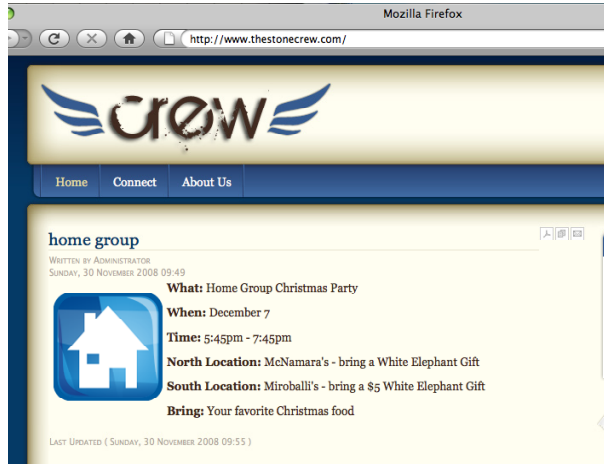 Mozilla Firefox
http://www.thestonecrew.com/
crew
Home Connect About Us
home group
Written by Administrator
Sunday, 30 November 2008 09:49
What: Home Group Christmas Party
When: December 7
Time: 5:45pm - 7:45pm
North Location: McNamara's - bring a White Elephant Gift
South Location: Miroballi's - bring a $5 White Elephant Gift
Bring: Your favorite Christmas food
Last Updated ( Sunday, 30 November 2008 09:55 )